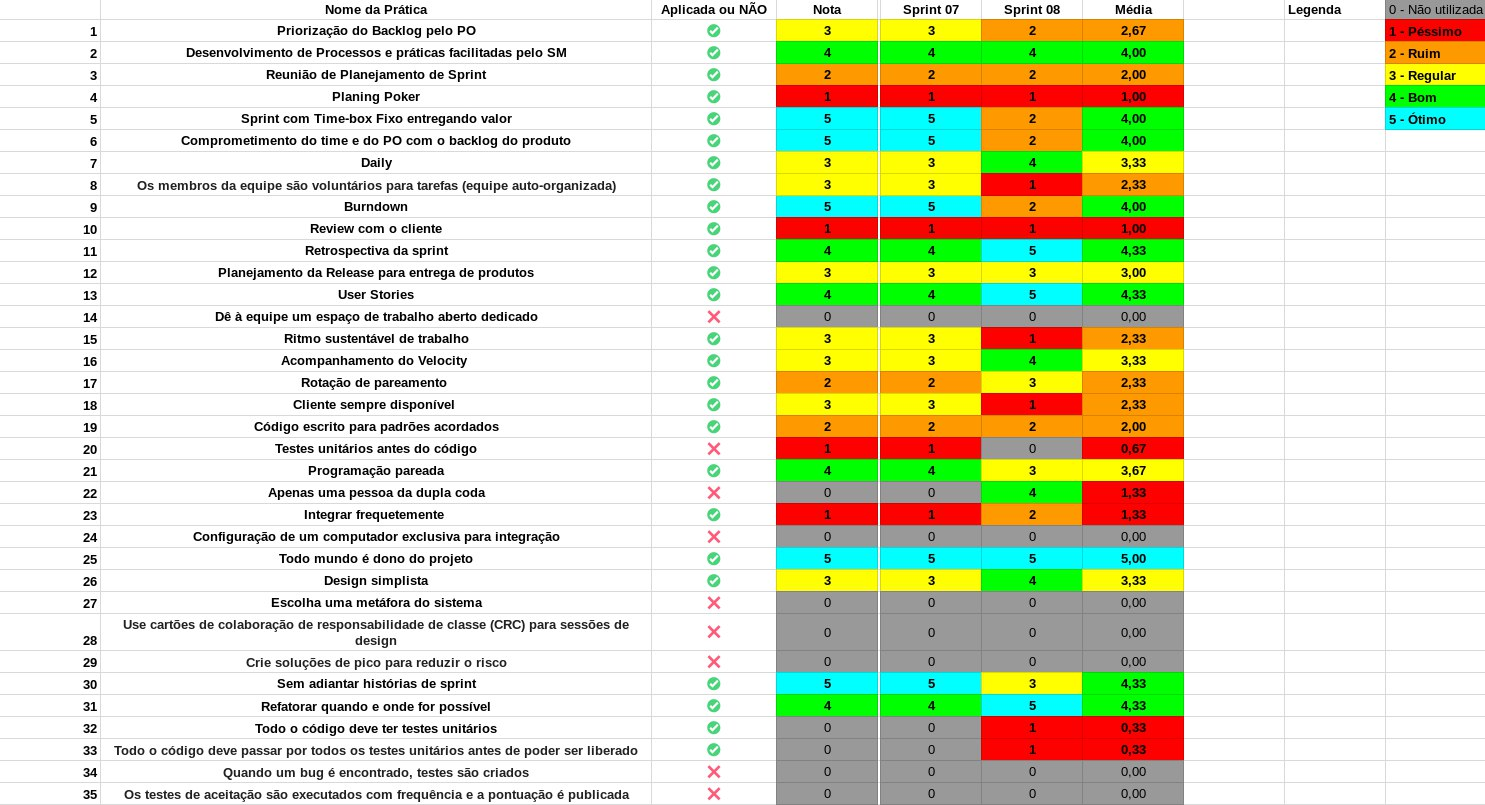 Nome da Prática Aplicada ou NÃO Nota Sprint 07 Sprint 08 Média Legenda 0 - Não utilizada
1 Priorização do Backlog pelo PO 3 3 2 2,67 1 - Péssimo
2 Desenvolvimento de Processos e práticas facilitadas pelo SM 4 4 4 4,00 2 - Ruim
3 Reunião de Planejamento de Sprint 2 2 2 2,00 3 - Regular
4 Planing Poker 1 1 1 1,00 4 - Bom
5 Sprint com Time-box Fixo entregando valor 5 5 2 4,00 5 - Ótimo
6 Comprometimento do time e do PO com o backlog do produto 5 5 2 4,00
7 Daily 3 3 4 3,33
8 Os membros da equipe são voluntários para tarefas (equipe auto-organizada) 3 3 1 2,33
9 Burndown 5 5 2 4,00
10 Review com o cliente 1 1 1 1,00
11 Retrospectiva da sprint 4 4 5 4,33
12 Planejamento da Release para entrega de produtos 3 3 3 3,00
13 User Stories 4 4 5 4,33
14 Dê à equipe um espaço de trabalho aberto dedicado 0 0 0 0,00
15 Ritmo sustentável de trabalho 3 3 1 2,33
16 Acompanhamento do Velocity 3 3 4 3,33
17 Rotação de pareamento 2 2 3 2,33
18 Cliente sempre disponível 3 3 1 2,33
19 Código escrito para padrões acordados 2 2 2 2,00
20 Testes unitários antes do código 1 1 0 0,67
21 Programação pareada 4 4 3 3,67
22 Apenas uma pessoa da dupla coda 0 0 4 1,33
23 Integrar frequetemente 1 1 2 1,33
24 Configuração de um computador exclusiva para integração 0 0 0 0,00
25 Todo mundo é dono do projeto 5 5 5 5,00
26 Design simplista 3 3 4 3,33
27 Escolha uma metáfora do sistema 0 0 0 0,00
Use cartões de colaboração de responsabilidade de classe (CRC) para sessões de
28 design 0 0 0 0,00
29 Crie soluções de pico para reduzir o risco 0 0 0 0,00
30 Sem adiantar histórias de sprint 5 5 3 4,33
31 Refatorar quando e onde for possível 4 4 5 4,33
32 Todo o código deve ter testes unitários 0 0 1 0,33
33 Todo o código deve passar por todos os testes unitários antes de poder ser liberado 0 0 1 0,33
34 Quando um bug é encontrado, testes são criados 0 0 0 0,00
35 Os testes de aceitação são executados com frequência e a pontuação é publicada 0 0 0 0,00